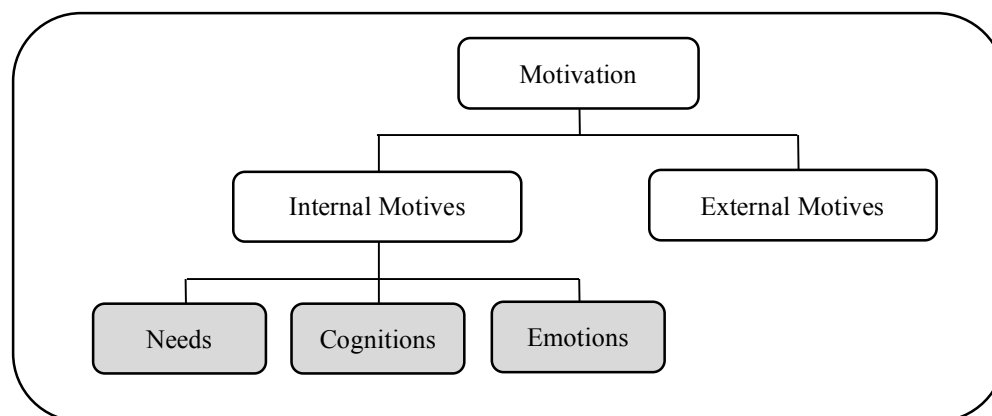 Motivation
Internal Motives
External Motives
Needs
Cognitions
Emotions